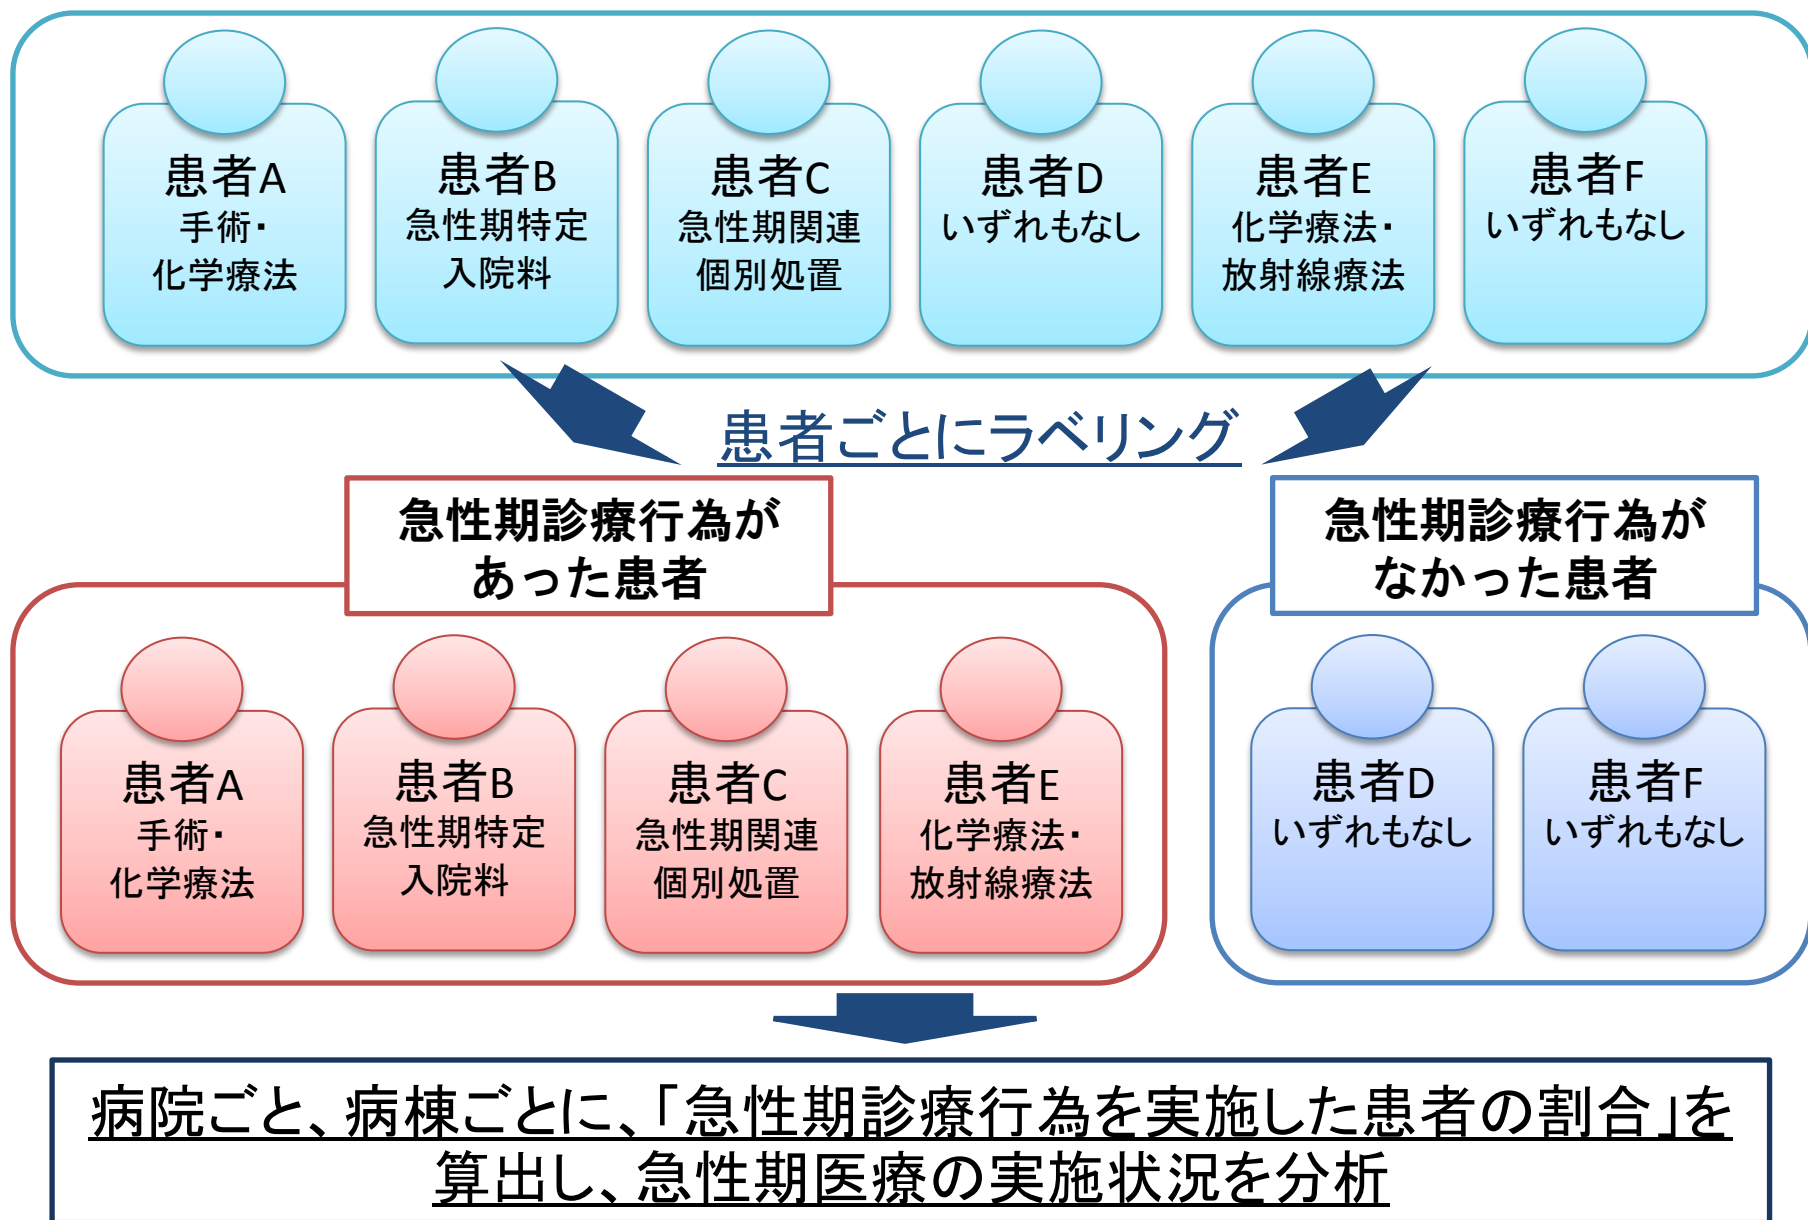 患者A
手術・
化学療法
患者B
急性期特定
入院料
患者C
急性期関連
個別処置
患者D
いずれもなし
患者E
化学療法・
放射線療法
患者F
いずれもなし
患者ごとにラベリング
急性期診療行為が
あった患者
急性期診療行為が
なかった患者
患者A
手術・
化学療法
患者B
急性期特定
入院料
患者C
急性期関連
個別処置
患者E
化学療法・
放射線療法
患者D
いずれもなし
患者F
いずれもなし
病院ごと、病棟ごとに、「急性期診療行為を実施した患者の割合」を
算出し、急性期医療の実施状況を分析